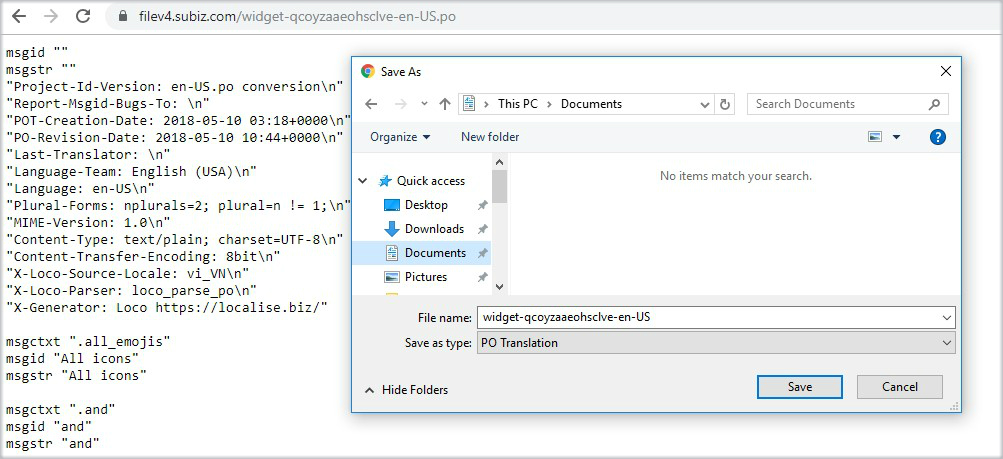 filev4.subiz.com/widget-qcoyzaaeohsclve-en-US.po
msgid ""
msgstr ""
"Project-Id-Version: en-US.po conversion\n"
"Report-Msgid-Bugs-To: \n"
"POT-Creation-Date: 2018-05-10 03:18+0000\n"
"PO-Revision-Date: 2018-05-10 10:44+0000\n"
"Last-Translator: \n"
"Language-Team: English (USA)\n"
"Language: en-US\n"
"Plural-Forms: nplurals=2; plural=n != 1;\n"
"MIME-Version: 1.0\n"
"Content-Type: text/plain; charset=UTF-8\n"
"Content-Transfer-Encoding: 8bit\n"
"X-Loco-Source-Locale: vi_VN\n"
"X-Loco-Parser: loco_parse_po\n"
"X-Generator: Loco https://localise.biz/"
msgctxt ".all_emojis"
msgid "All icons"
msgstr "All icons"
msgctxt ".and"
msgid "and"
msgstr "and"
Save As
This PC > Documents
Search Documents
Organize
New folder
Quick access
Desktop
Downloads
Documents
Pictures
No items match your search.
File name: widget-qcoyzaaeohsclve-en-US
Save as type: PO Translation
Hide Folders
Save
Cancel